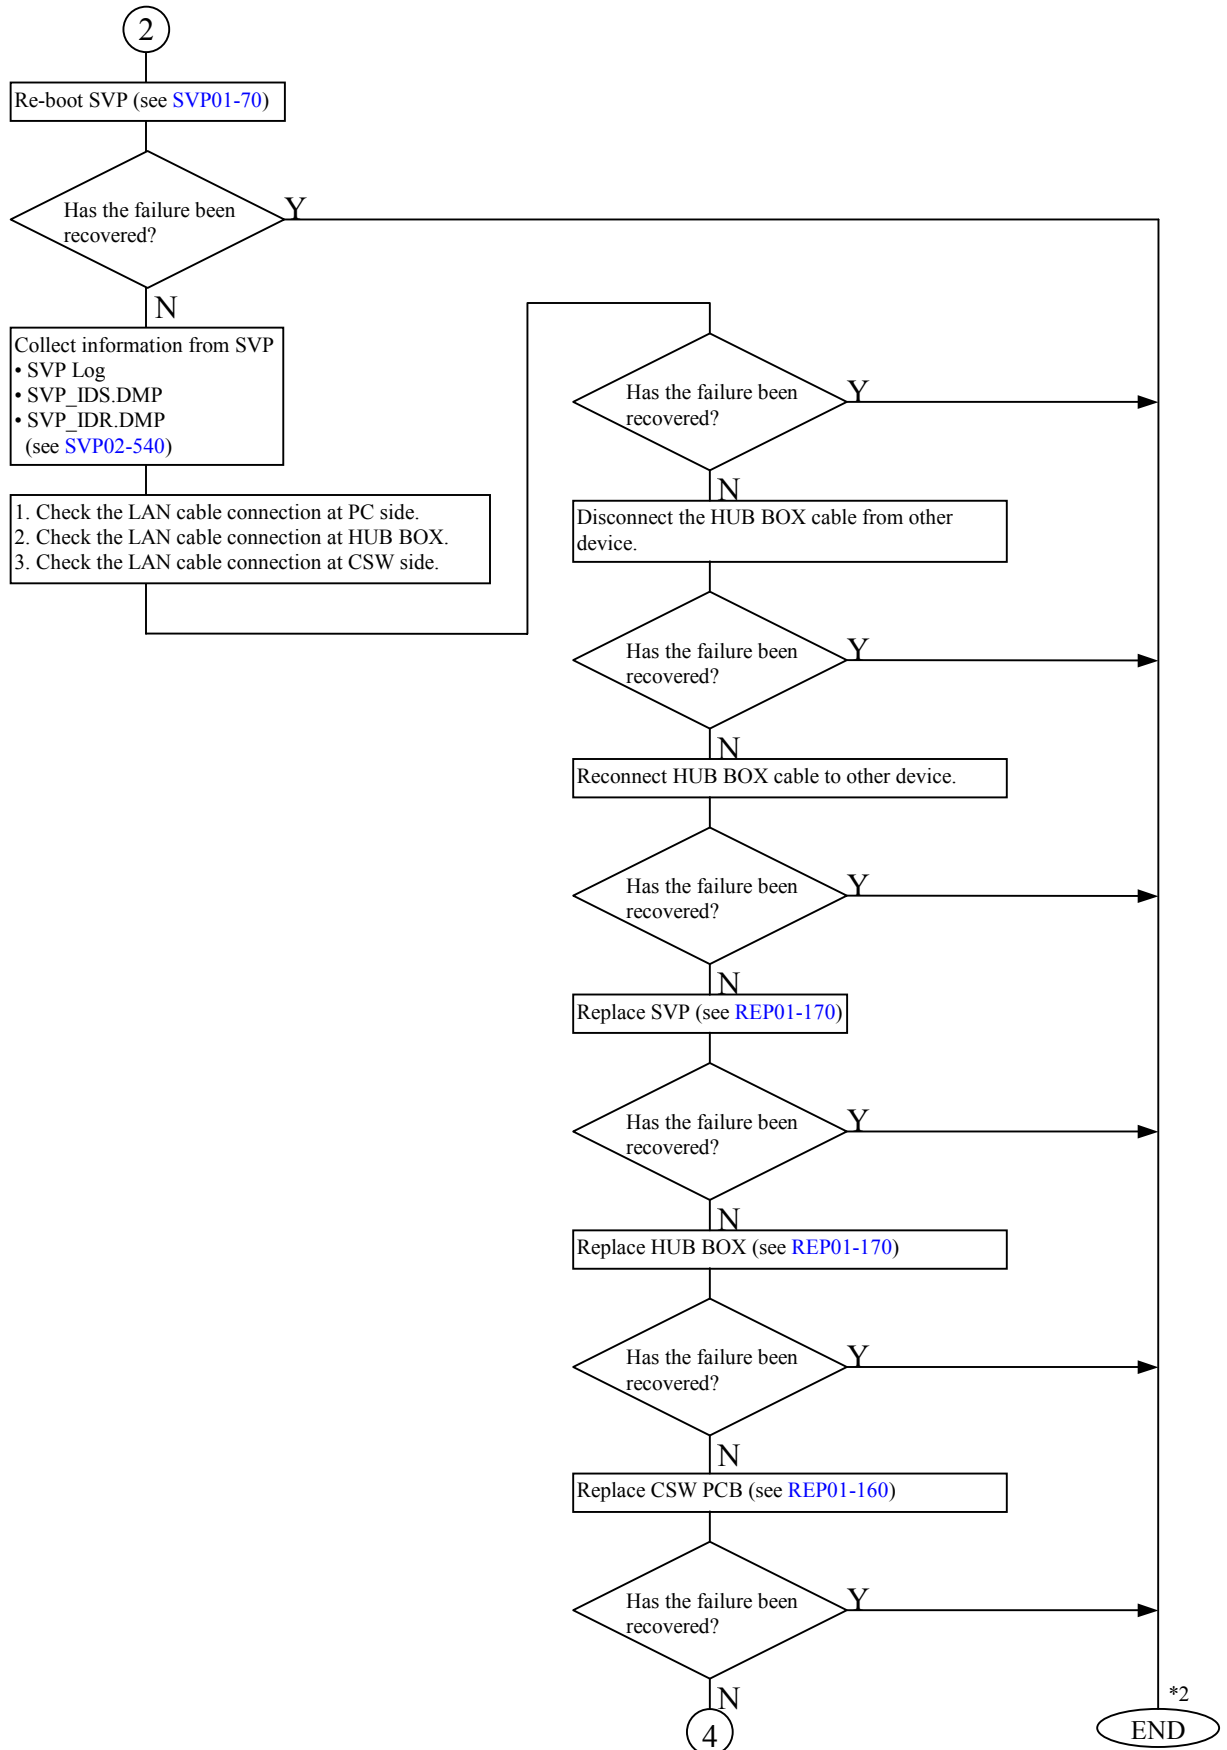 2
Re-boot SVP (see SVP01-70)
Has the failure been
recovered?
Y
N
Collect information from SVP
• SVP Log
• SVP_IDS.DMP
• SVP_IDR.DMP
(see SVP02-540)
1. Check the LAN cable connection at PC side.
2. Check the LAN cable connection at HUB BOX.
3. Check the LAN cable connection at CSW side.
Has the failure been
recovered?
Y
N
Disconnect the HUB BOX cable from other
device.
Has the failure been
recovered?
Y
N
Reconnect HUB BOX cable to other device.
Has the failure been
recovered?
Y
N
Replace SVP (see REP01-170)
Has the failure been
recovered?
Y
N
Replace HUB BOX (see REP01-170)
Has the failure been
recovered?
Y
N
Replace CSW PCB (see REP01-160)
Has the failure been
recovered?
Y
N
4
*2
END